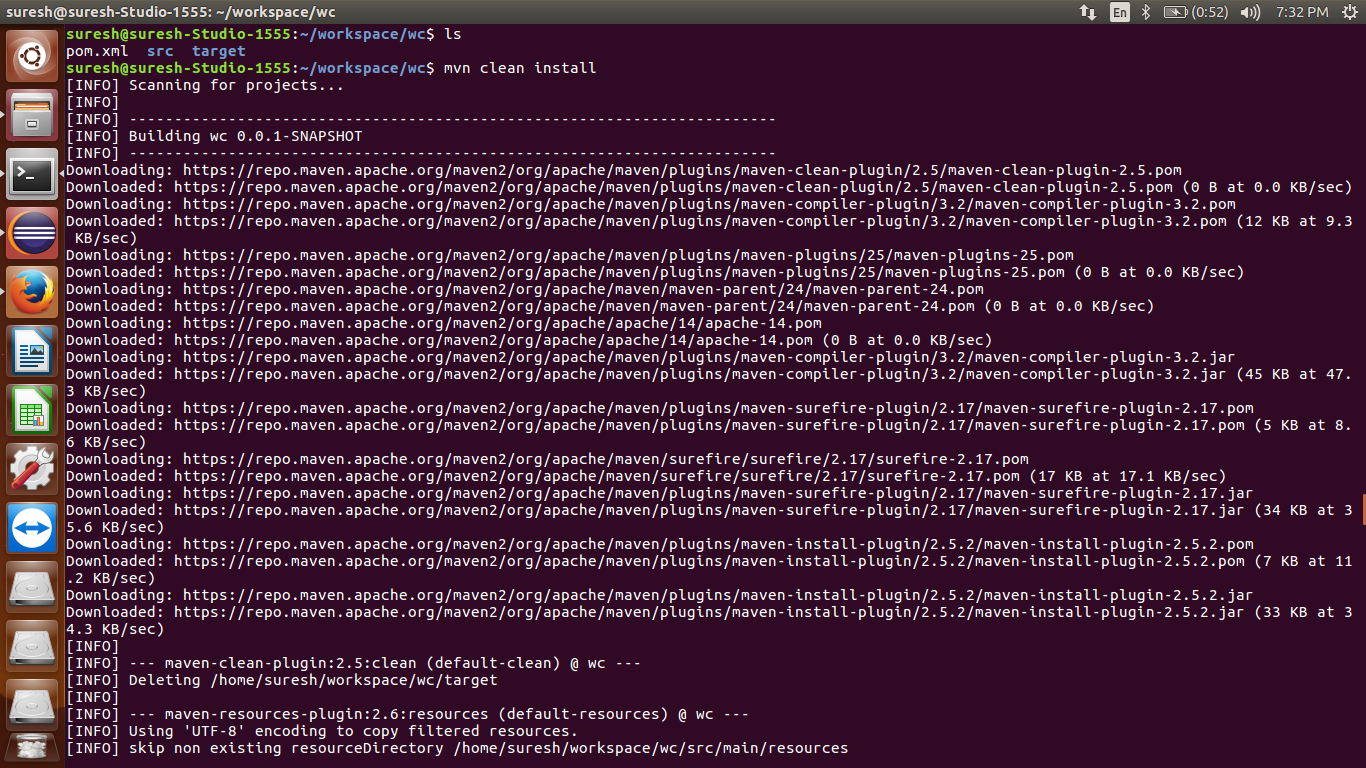 suresh@suresh-Studio-1555: ~/workspace/wc
En
(0:52)
7:32 PM
suresh@suresh-Studio-1555:~/workspace/wc$ ls
pom.xml  src  target
suresh@suresh-Studio-1555:~/workspace/wc$ mvn clean install
[INFO] Scanning for projects...
[INFO]
[INFO] ------------------------------------------------------------------------
[INFO] Building wc 0.0.1-SNAPSHOT
[INFO] ------------------------------------------------------------------------
Downloading: https://repo.maven.apache.org/maven2/org/apache/maven/plugins/maven-clean-plugin/2.5/maven-clean-plugin-2.5.pom
Downloaded: https://repo.maven.apache.org/maven2/org/apache/maven/plugins/maven-clean-plugin/2.5/maven-clean-plugin-2.5.pom (0 B at 0.0 KB/sec)
Downloading: https://repo.maven.apache.org/maven2/org/apache/maven/plugins/maven-compiler-plugin/3.2/maven-compiler-plugin-3.2.pom
Downloaded: https://repo.maven.apache.org/maven2/org/apache/maven/plugins/maven-compiler-plugin/3.2/maven-compiler-plugin-3.2.pom (12 KB at 9.3
 KB/sec)
Downloading: https://repo.maven.apache.org/maven2/org/apache/maven/plugins/maven-plugins/25/maven-plugins-25.pom
Downloaded: https://repo.maven.apache.org/maven2/org/apache/maven/plugins/maven-plugins/25/maven-plugins-25.pom (0 B at 0.0 KB/sec)
Downloading: https://repo.maven.apache.org/maven2/org/apache/maven/maven-parent/24/maven-parent-24.pom
Downloaded: https://repo.maven.apache.org/maven2/org/apache/maven/maven-parent/24/maven-parent-24.pom (0 B at 0.0 KB/sec)
Downloading: https://repo.maven.apache.org/maven2/org/apache/apache/14/apache-14.pom
Downloaded: https://repo.maven.apache.org/maven2/org/apache/apache/14/apache-14.pom (0 B at 0.0 KB/sec)
Downloading: https://repo.maven.apache.org/maven2/org/apache/maven/plugins/maven-compiler-plugin/3.2/maven-compiler-plugin-3.2.jar
Downloaded: https://repo.maven.apache.org/maven2/org/apache/maven/plugins/maven-compiler-plugin/3.2/maven-compiler-plugin-3.2.jar (45 KB at 47.
3 KB/sec)
Downloading: https://repo.maven.apache.org/maven2/org/apache/maven/plugins/maven-surefire-plugin/2.17/maven-surefire-plugin-2.17.pom
Downloaded: https://repo.maven.apache.org/maven2/org/apache/maven/plugins/maven-surefire-plugin/2.17/maven-surefire-plugin-2.17.pom (5 KB at 8.
6 KB/sec)
Downloading: https://repo.maven.apache.org/maven2/org/apache/maven/surefire/surefire/2.17/surefire-2.17.pom
Downloaded: https://repo.maven.apache.org/maven2/org/apache/maven/surefire/surefire/2.17/surefire-2.17.pom (17 KB at 17.1 KB/sec)
Downloading: https://repo.maven.apache.org/maven2/org/apache/maven/plugins/maven-surefire-plugin/2.17/maven-surefire-plugin-2.17.jar
Downloaded: https://repo.maven.apache.org/maven2/org/apache/maven/plugins/maven-surefire-plugin/2.17/maven-surefire-plugin-2.17.jar (34 KB at 3
5.6 KB/sec)
Downloading: https://repo.maven.apache.org/maven2/org/apache/maven/plugins/maven-install-plugin/2.5.2/maven-install-plugin-2.5.2.pom
Downloaded: https://repo.maven.apache.org/maven2/org/apache/maven/plugins/maven-install-plugin/2.5.2/maven-install-plugin-2.5.2.pom (7 KB at 11
.2 KB/sec)
Downloading: https://repo.maven.apache.org/maven2/org/apache/maven/plugins/maven-install-plugin/2.5.2/maven-install-plugin-2.5.2.jar
Downloaded: https://repo.maven.apache.org/maven2/org/apache/maven/plugins/maven-install-plugin/2.5.2/maven-install-plugin-2.5.2.jar (33 KB at 3
4.3 KB/sec)
[INFO]
[INFO] --- maven-clean-plugin:2.5:clean (default-clean) @ wc ---
[INFO] Deleting /home/suresh/workspace/wc/target
[INFO]
[INFO] --- maven-resources-plugin:2.6:resources (default-resources) @ wc ---
[INFO] Using 'UTF-8' encoding to copy filtered resources.
[INFO] skip non existing resourceDirectory /home/suresh/workspace/wc/src/main/resources